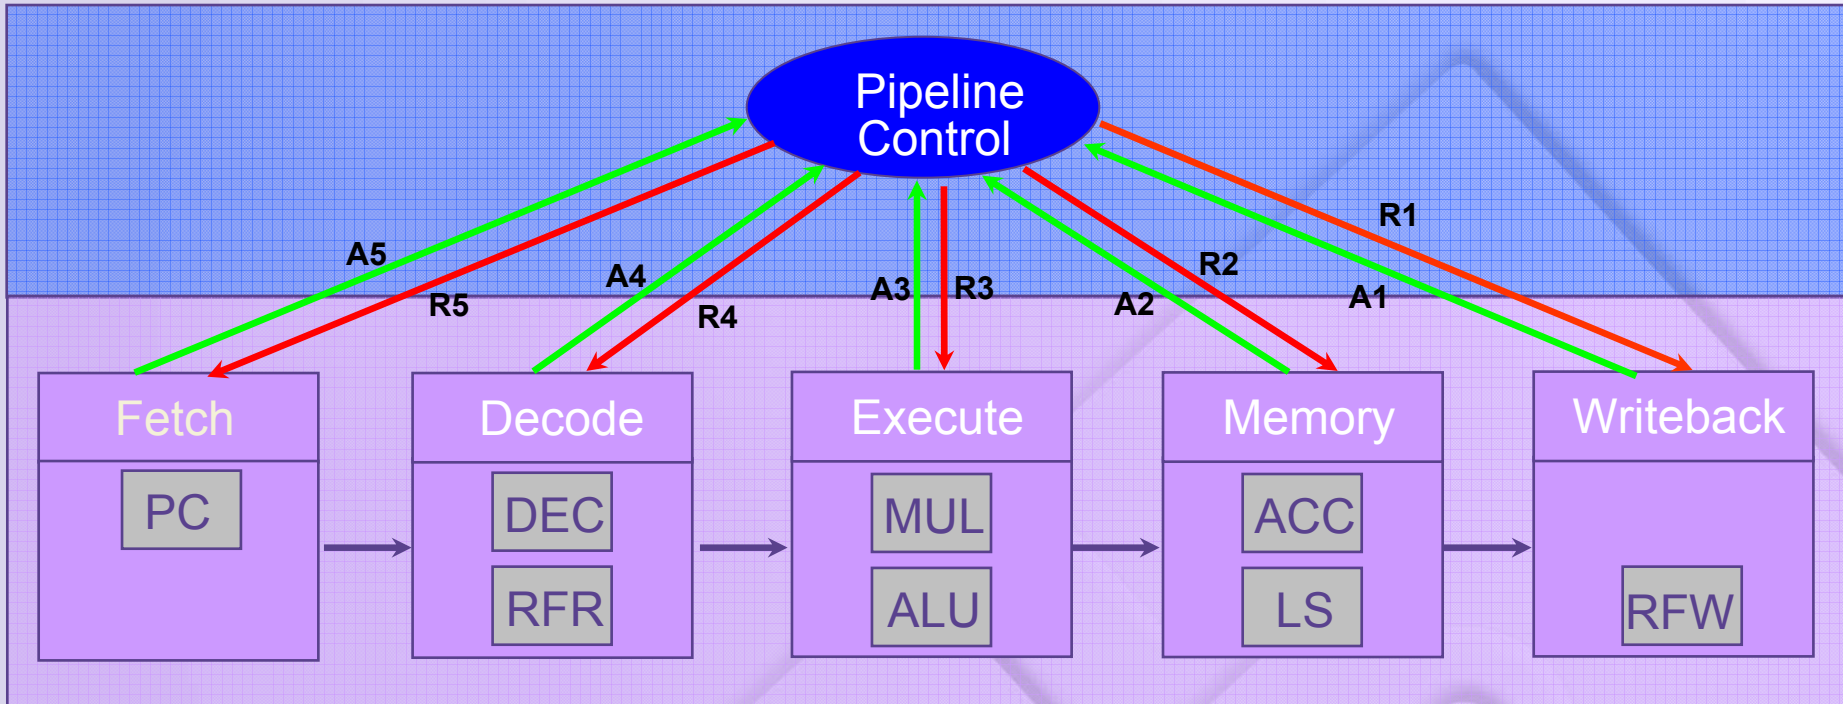 Pipeline
Control
A5
R5
A4
R4
A3
R3
A2
R2
A1
R1
Fetch
Decode
Execute
Memory
Writeback
PC
DEC
RFR
MUL
ALU
ACC
LS
RFW